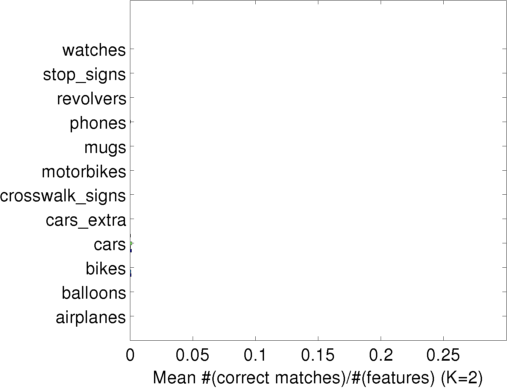 watches
stop_signs
revolvers
phones
mugs
motorbikes
crosswalk_signs
cars_extra
cars
bikes
balloons
airplanes
0 0.05 0.1 0.15 0.2 0.25
Mean #(correct matches)/#(features) (K=2)